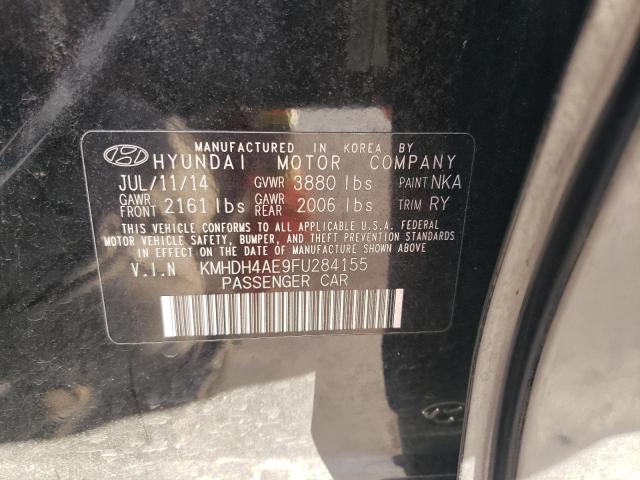 MANUFACTURED IN KOREA BY
HYUNDAI MOTOR COMPANY
JUL/11/14 GVWR 3880 lbs PAINT NKA
GAWR FRONT 2161 lbs GAWR REAR 2006 lbs TRIM RY
THIS VEHICLE CONFORMS TO ALL APPLICABLE U.S.A. FEDERAL
MOTOR VEHICLE SAFETY, BUMPER, AND THEFT PREVENTION STANDARDS
IN EFFECT ON THE DATE OF MANUFACTURE SHOWN ABOVE.
V.I.N KMHDH4AE9FU284155
PASSENGER CAR